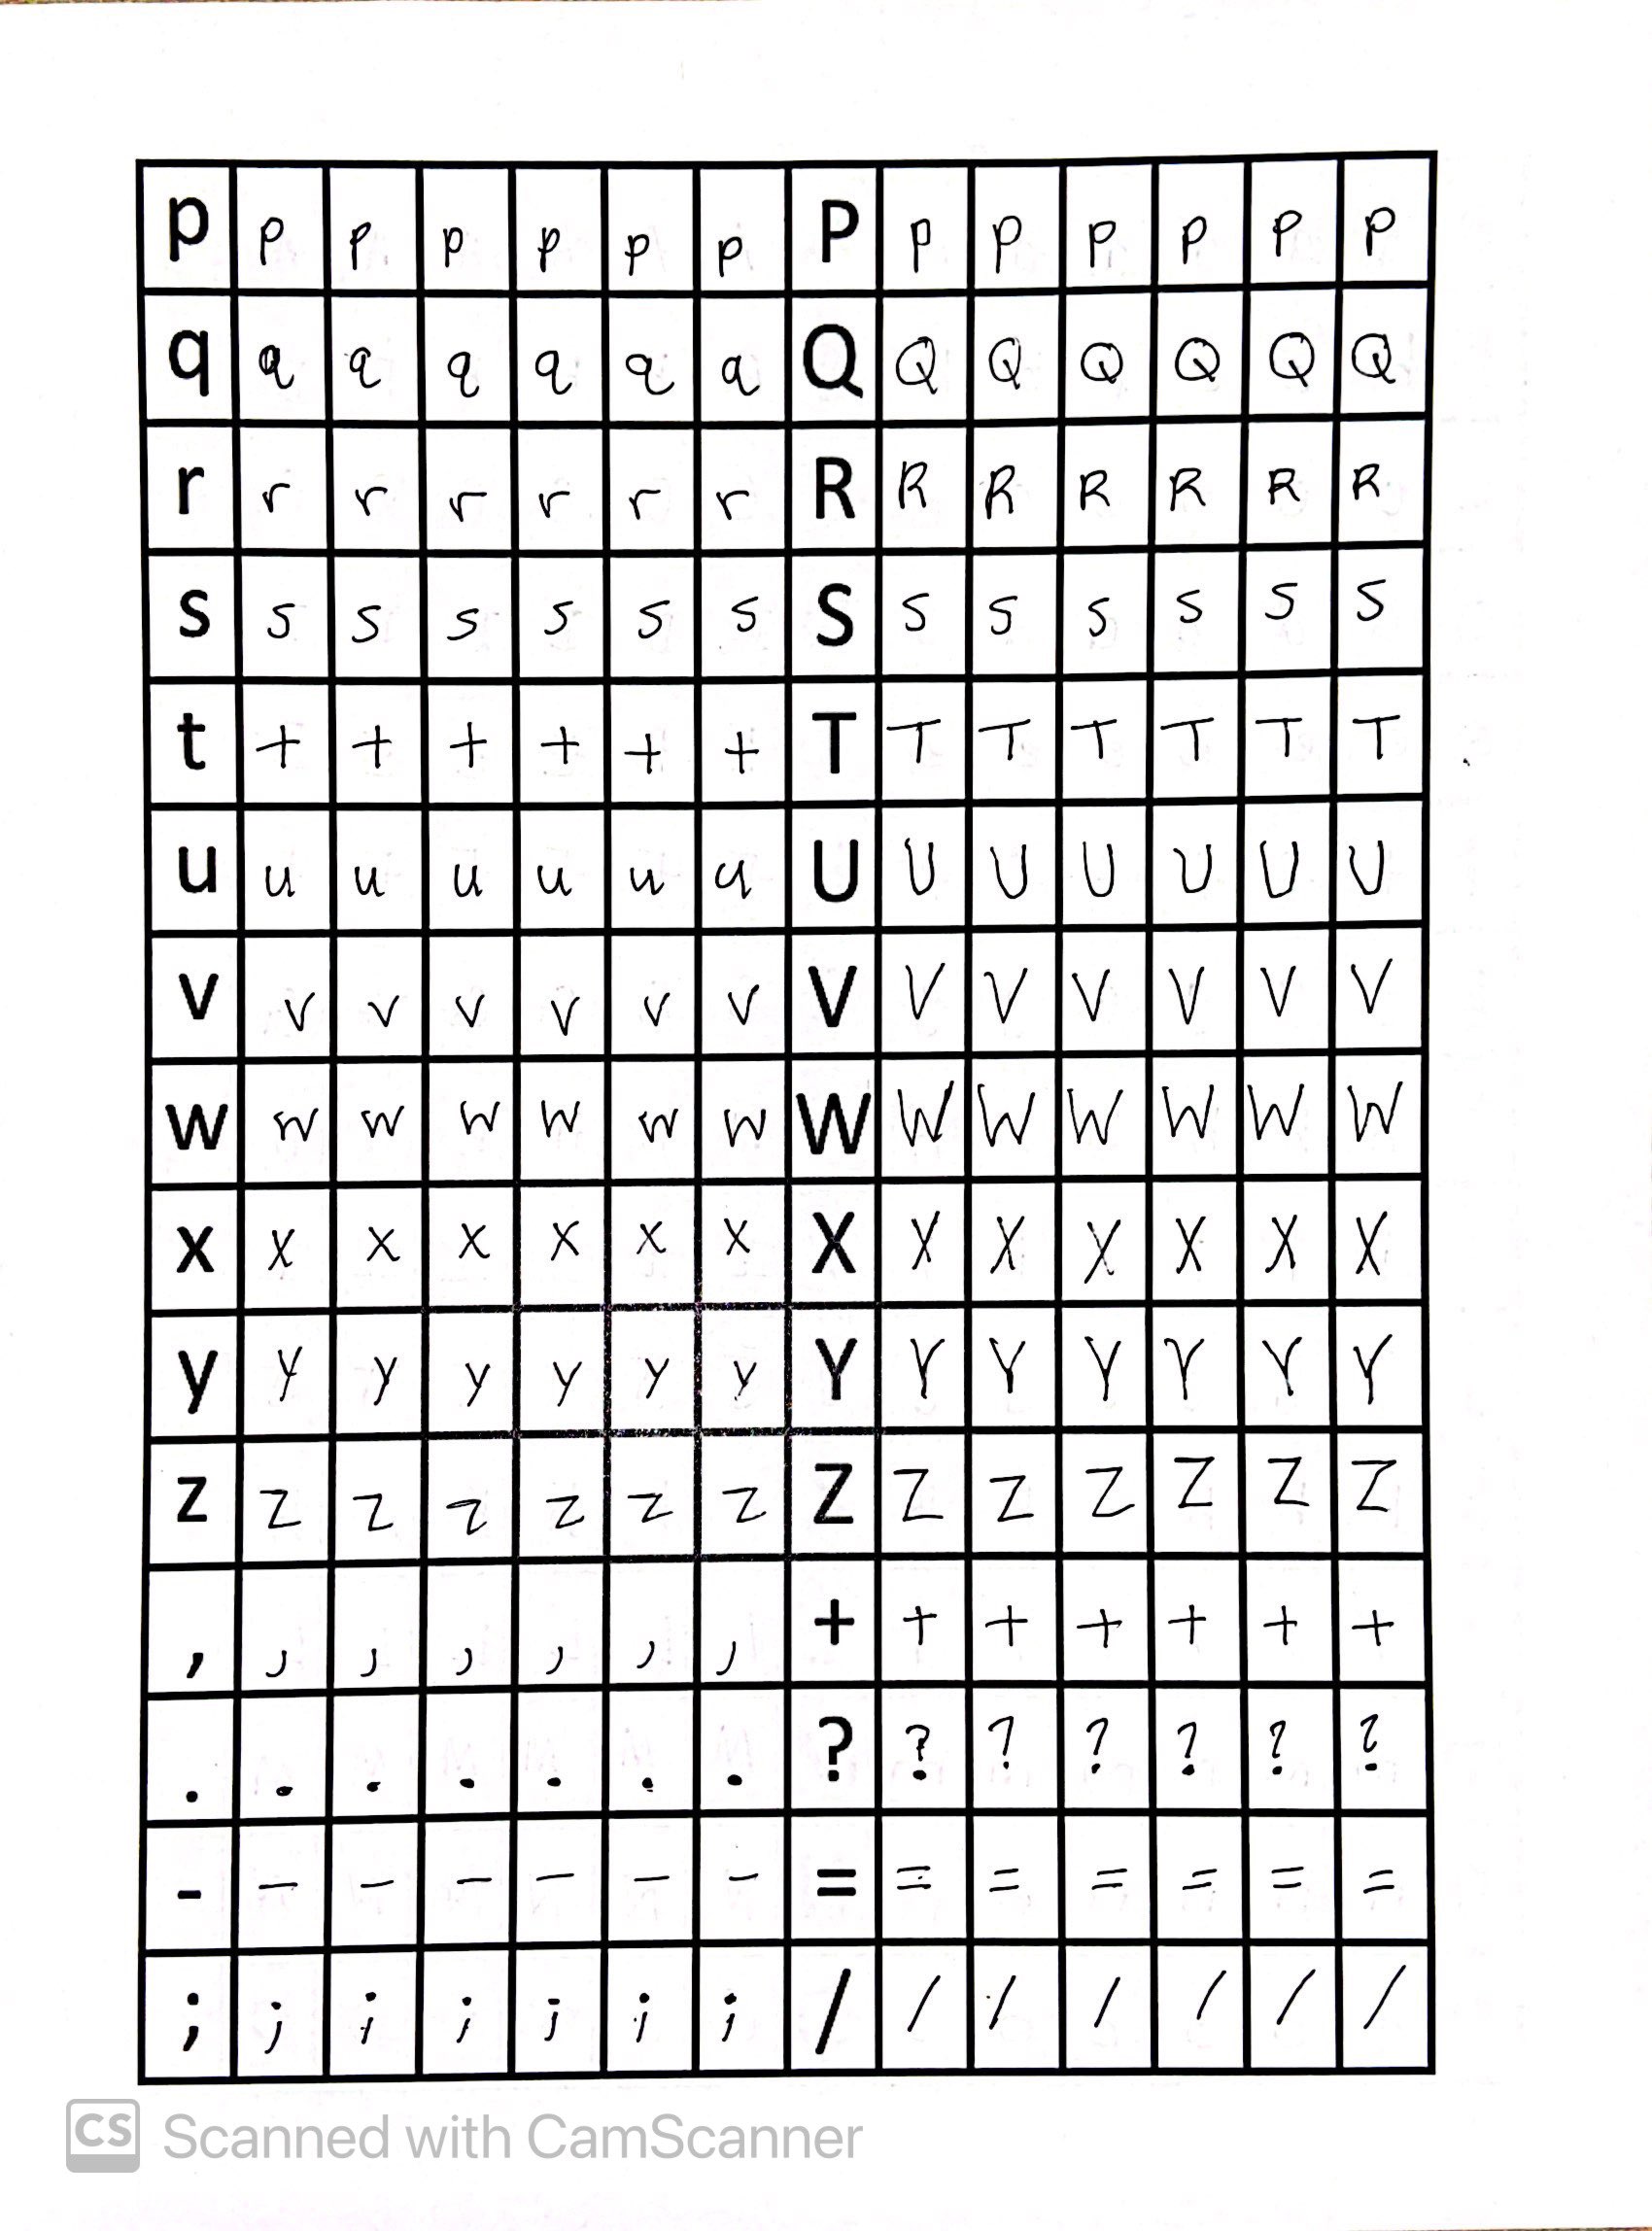 p p p p p p p P P P P P P P
q q q q q q q Q Q Q Q Q Q Q
r r r r r r r R R R R R R R
s s s s s s s S S S S S S S
t t t t t t t T T T T T T T
u u u u u u u U U U U U U U
v v v v v v v V V V V V V V
w w w w w w w W W W W W W W
x x x x x x x X X X X X X X
y y y y y y y Y Y Y Y Y Y Y
z z z z z z z Z Z Z Z Z Z Z
, , , , , , , + + + + + + +
. . . . . . . ? ? ? ? ? ? ?
- - - - - - - = = = = = = =
; ; ; ; ; ; ; / / / / / / /
CS Scanned with CamScanner